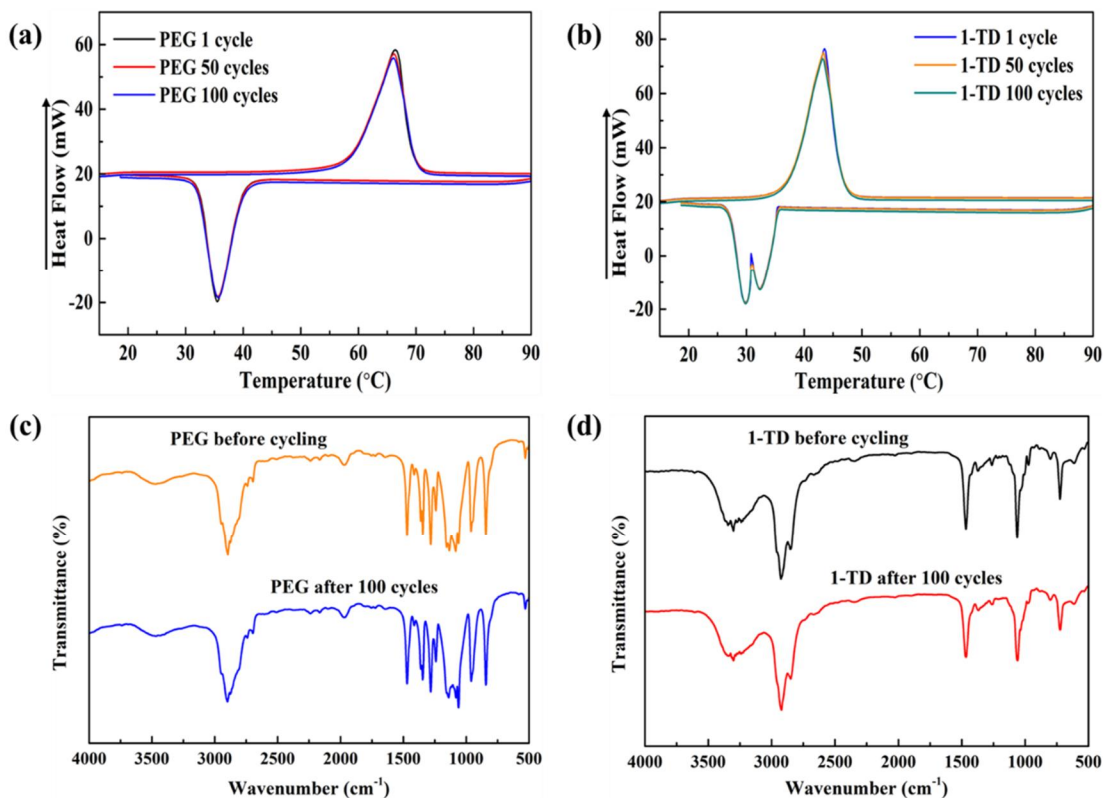 (a)
PEG 1 cycle
PEG 50 cycles
PEG 100 cycles
Heat Flow (mW)
60
40
20
0
-20
20
30
40
50
60
70
80
90
Temperature (°C)
(b)
1-TD 1 cycle
1-TD 50 cycles
1-TD 100 cycles
Heat Flow (mW)
80
60
40
20
0
-20
20
30
40
50
60
70
80
90
Temperature (°C)
(c)
PEG before cycling
PEG after 100 cycles
Transmittance (%)
4000
3500
3000
2500
2000
1500
1000
500
Wavenumber (cm⁻¹)
(d)
1-TD before cycling
1-TD after 100 cycles
Transmittance (%)
4000
3500
3000
2500
2000
1500
1000
500
Wavenumber (cm⁻¹)